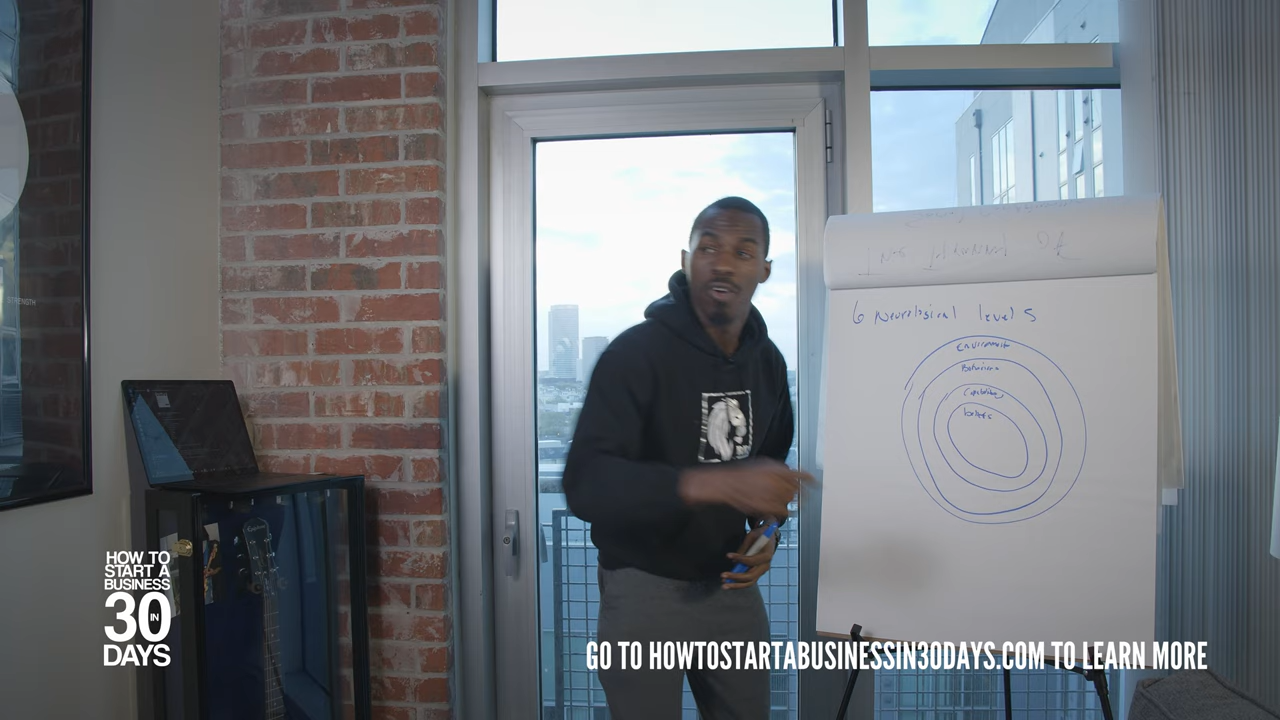 STRENGTH
6 Neurological levels
Environment
Behaviors
Capabilities
beliefs
HOW TO
START A
BUSINESS
30 IN
DAYS
GO TO HOWTOSTARTABUSINESSIN30DAYS.COM TO LEARN MORE